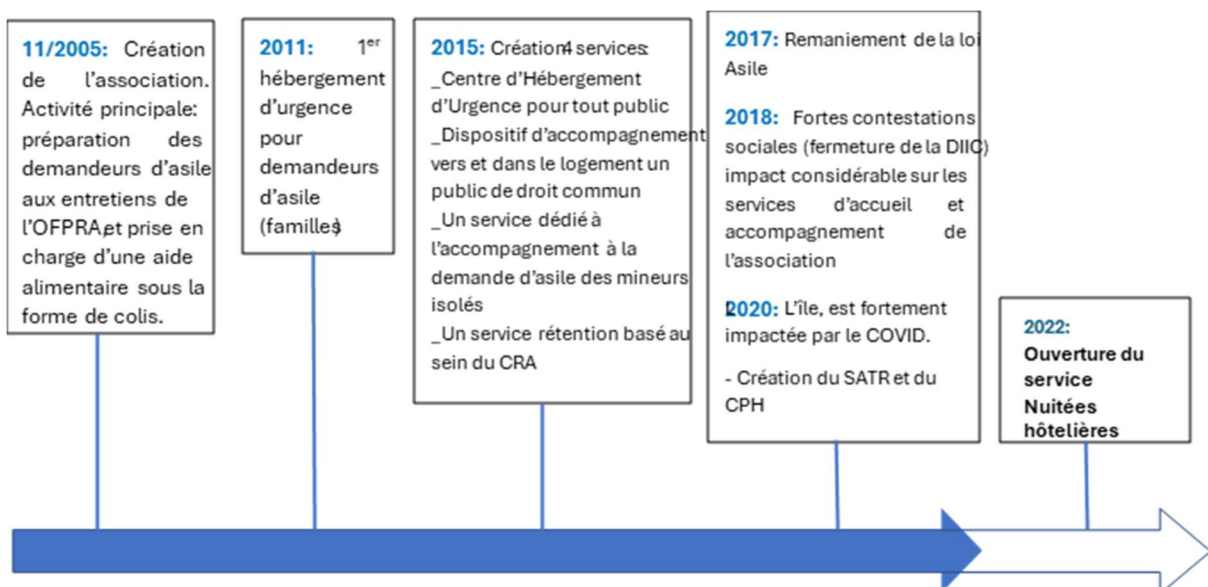 11/2005: Création
de l'association.
Activité principale:
préparation des
demandeurs d'asile
aux entretiens de
l'OFPRA,et prise en
charge d'une aide
alimentaire sous la
forme de colis.
2011: 1er
hébergement
d'urgence
pour
demandeurs
d'asile
(familles)
2015: Création4 services:
_Centre d'Hébergement
d'Urgence pour tout public
_Dispositif d'accompagnement
vers et dans le logement un
public de droit commun
_Un service dédié à
l'accompagnement à la
demande d'asile des mineurs
isolés
_Un service rétention basé au
sein du CRA
2017: Remaniement de la loi
Asile
2018: Fortes contestations
sociales (fermeture de la DIIC)
impact considérable sur les
services d'accueil et
accompagnement de
l'association
2020: L'île, est fortement
impactée par le COVID.
- Création du SATR et du
CPH
2022:
Ouverture du
service
Nuitées
hôtelières